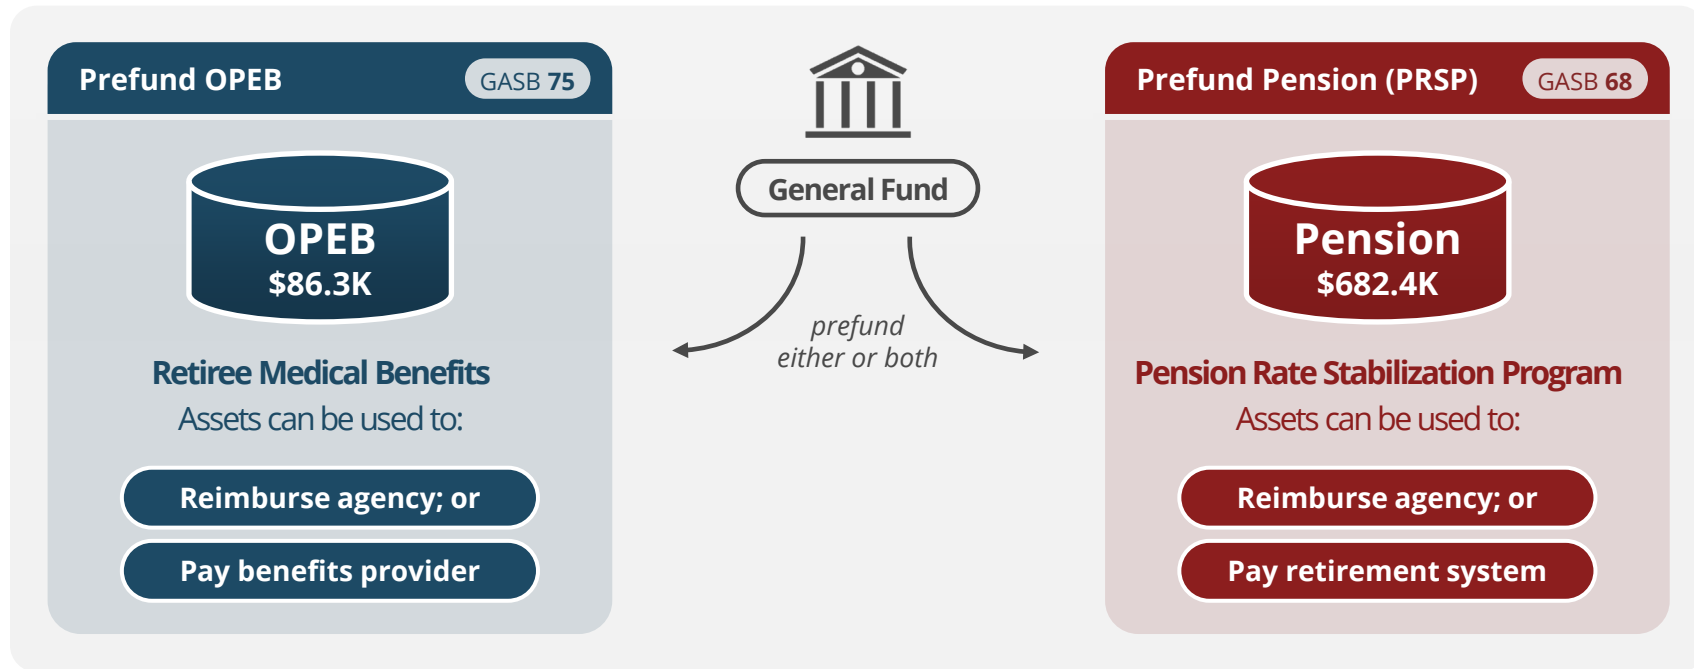 Prefund OPEB
GASB 75
OPEB
$86.3K
Retiree Medical Benefits
Assets can be used to:
Reimburse agency; or
Pay benefits provider
General Fund
prefund
either or both
Prefund Pension (PRSP)
GASB 68
Pension
$682.4K
Pension Rate Stabilization Program
Assets can be used to:
Reimburse agency; or
Pay retirement system